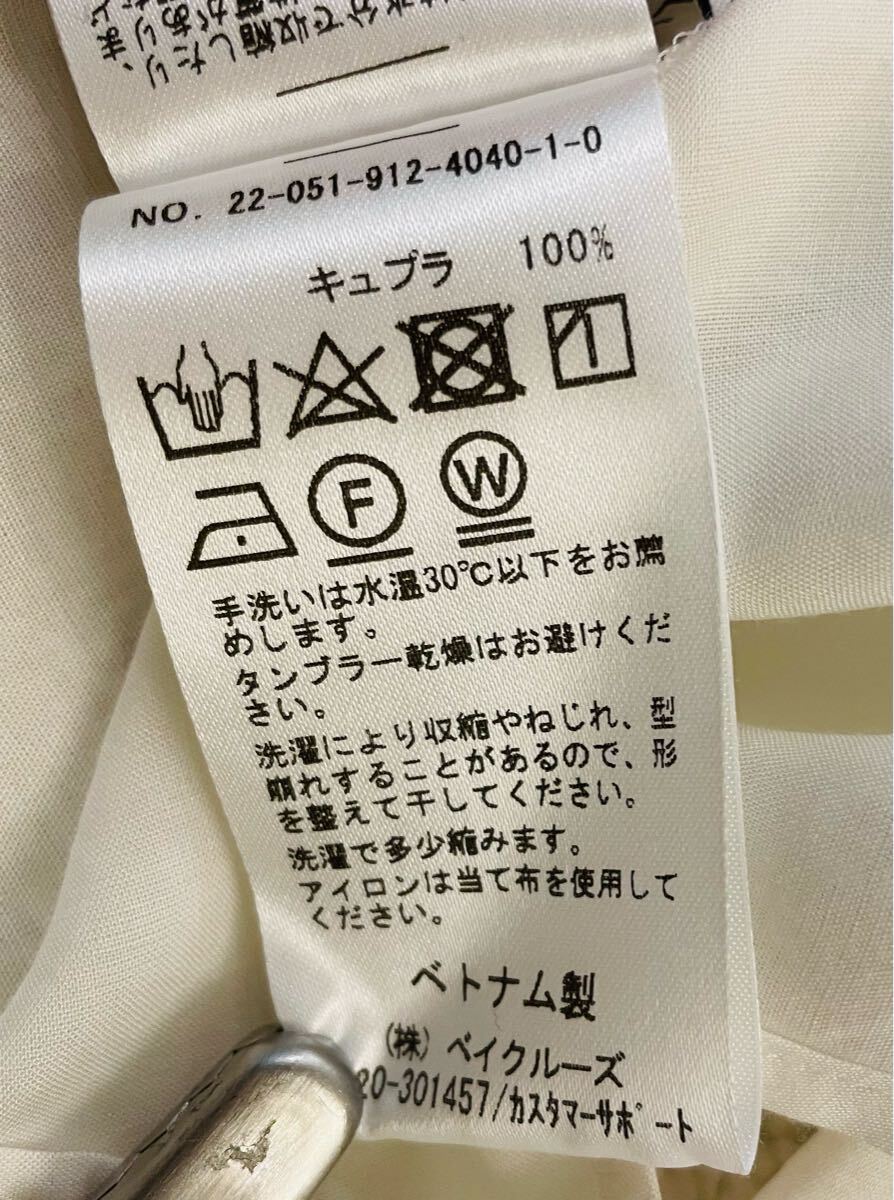 NO. 22-051-912-4040-1-0
キュプラ 100%
F W
手洗いは水温30℃以下をお薦
めします。
タンブラー乾燥はお避けくだ
さい。
洗濯により収縮やねじれ、型
崩れすることがあるので、形
を整えて干してください。
洗濯で多少縮みます。
アイロンは当て布を使用して
ください。
ベトナム製
(株) ベイクルーズ
20-301457/カスタマーサポート